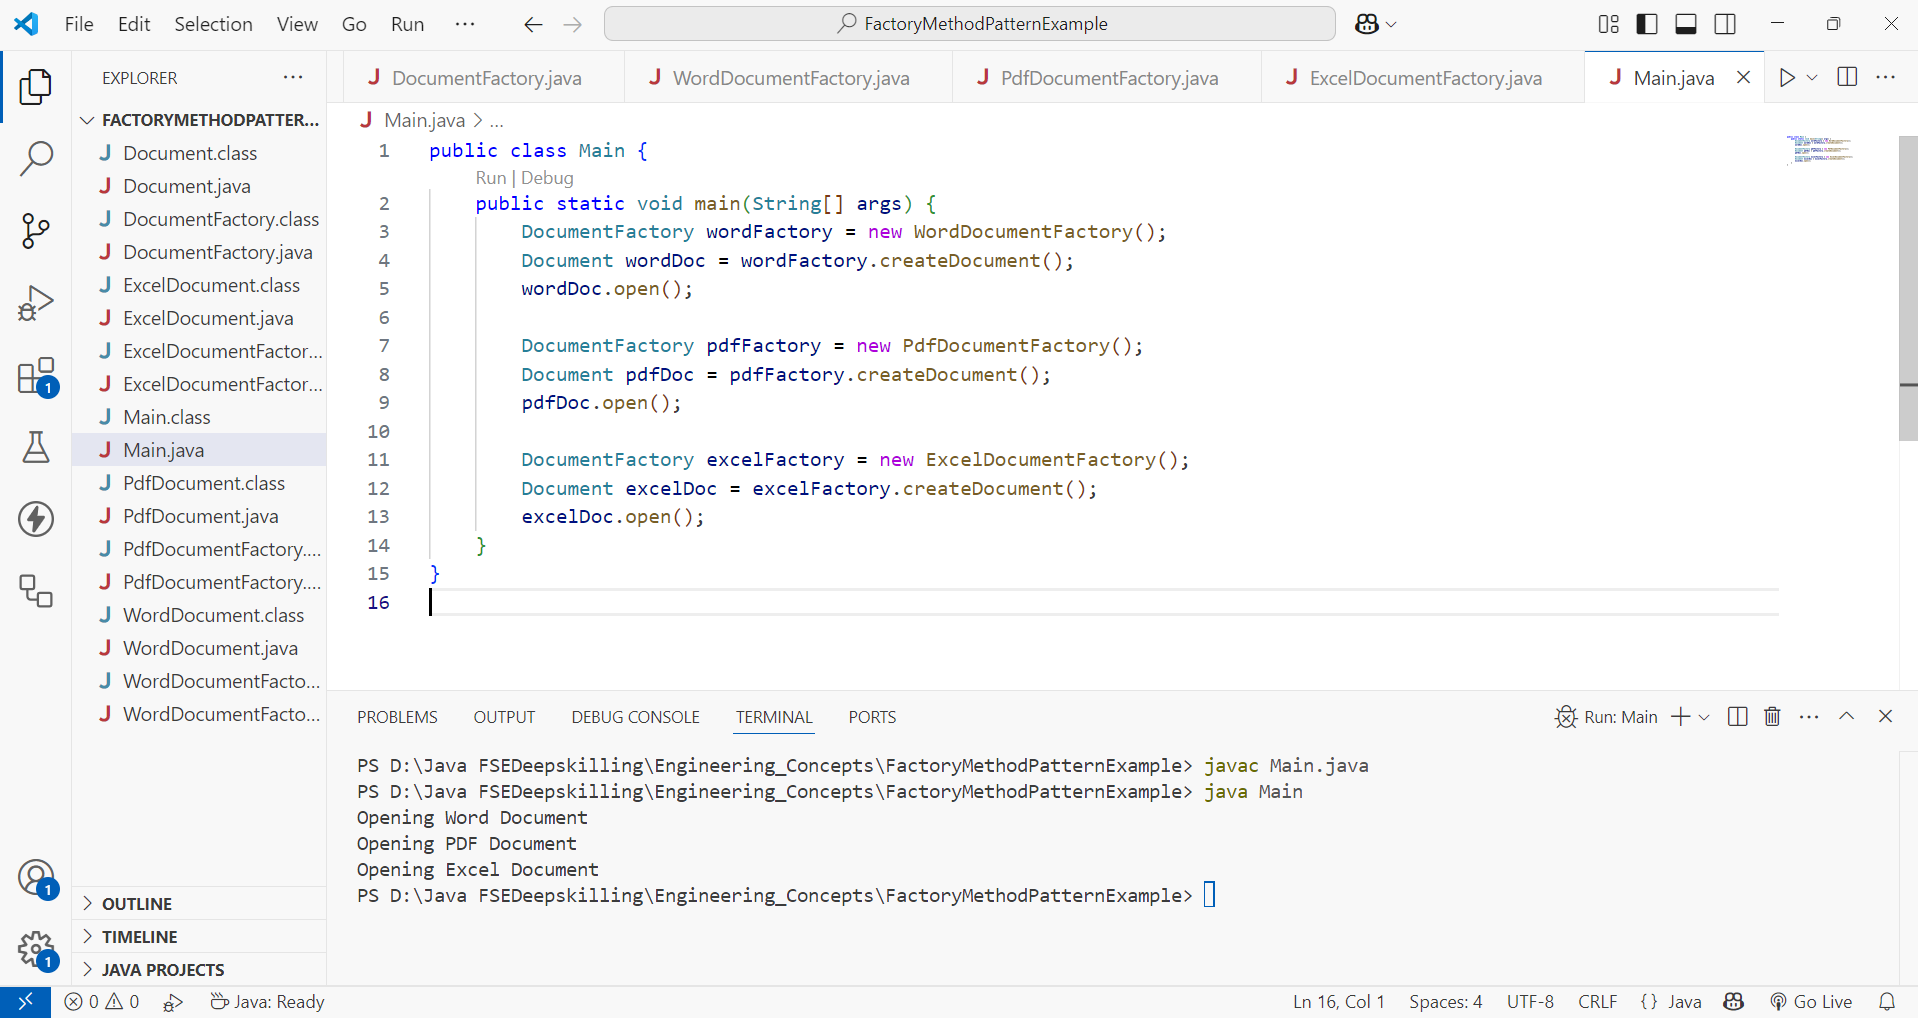 File Edit Selection View Go Run ··· FactoryMethodPatternExample
EXPLORER ···
FACTORYMETHODPATTER...
Document.class
Document.java
DocumentFactory.class
DocumentFactory.java
ExcelDocument.class
ExcelDocument.java
ExcelDocumentFactor...
ExcelDocumentFactor...
Main.class
Main.java
PdfDocument.class
PdfDocument.java
PdfDocumentFactory....
PdfDocumentFactory....
WordDocument.class
WordDocument.java
WordDocumentFacto...
WordDocumentFacto...
OUTLINE
TIMELINE
JAVA PROJECTS
1
1
1
DocumentFactory.java WordDocumentFactory.java PdfDocumentFactory.java ExcelDocumentFactory.java Main.java
Main.java > ...
1 public class Main {
Run | Debug
2 public static void main(String[] args) {
3 DocumentFactory wordFactory = new WordDocumentFactory();
4 Document wordDoc = wordFactory.createDocument();
5 wordDoc.open();
6
7 DocumentFactory pdfFactory = new PdfDocumentFactory();
8 Document pdfDoc = pdfFactory.createDocument();
9 pdfDoc.open();
10
11 DocumentFactory excelFactory = new ExcelDocumentFactory();
12 Document excelDoc = excelFactory.createDocument();
13 excelDoc.open();
14 }
15 }
16
PROBLEMS OUTPUT DEBUG CONSOLE TERMINAL PORTS Run: Main
PS D:\Java FSEDeepskilling\Engineering_Concepts\FactoryMethodPatternExample> javac Main.java
PS D:\Java FSEDeepskilling\Engineering_Concepts\FactoryMethodPatternExample> java Main
Opening Word Document
Opening PDF Document
Opening Excel Document
PS D:\Java FSEDeepskilling\Engineering_Concepts\FactoryMethodPatternExample>
0 0 Java: Ready Ln 16, Col 1 Spaces: 4 UTF-8 CRLF {} Java Go Live